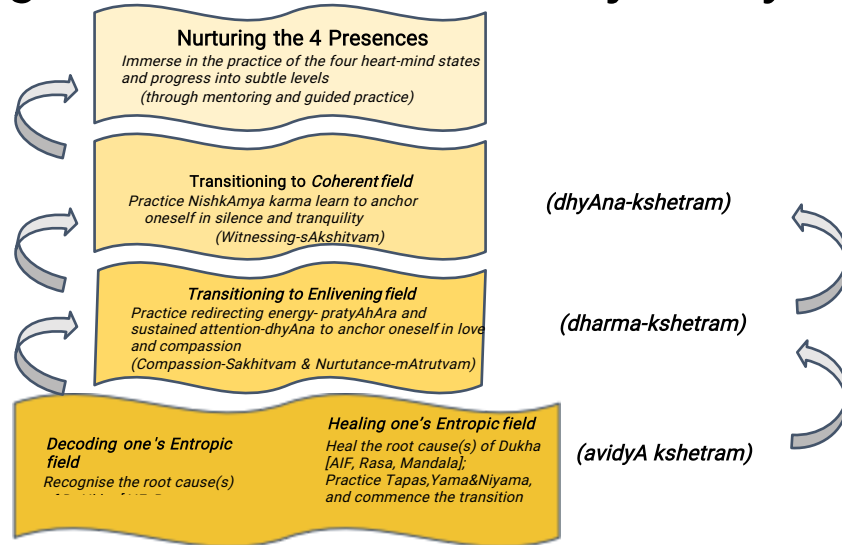 Nurturing the 4 Presences
Immerse in the practice of the four heart-mind states
and progress into subtle levels
(through mentoring and guided practice)
Transitioning to Coherent field
Practice NishkAmya karma learn to anchor
oneself in silence and tranquility
(Witnessing-sAkshitvam)
(dhyAna-kshetram)
Transitioning to Enlivening field
Practice redirecting energy- pratyAhAra and
sustained attention-dhyAna to anchor oneself in love
and compassion
(Compassion-Sakhitvam & Nurtutance-mAtrutvam)
(dharma-kshetram)
Decoding one's Entropic
field
Recognise the root cause(s)
Healing one's Entropic field
Heal the root cause(s) of Dukha
[AIF, Rasa, Mandala];
Practice Tapas,Yama&Niyama,
and commence the transition
(avidyA kshetram)